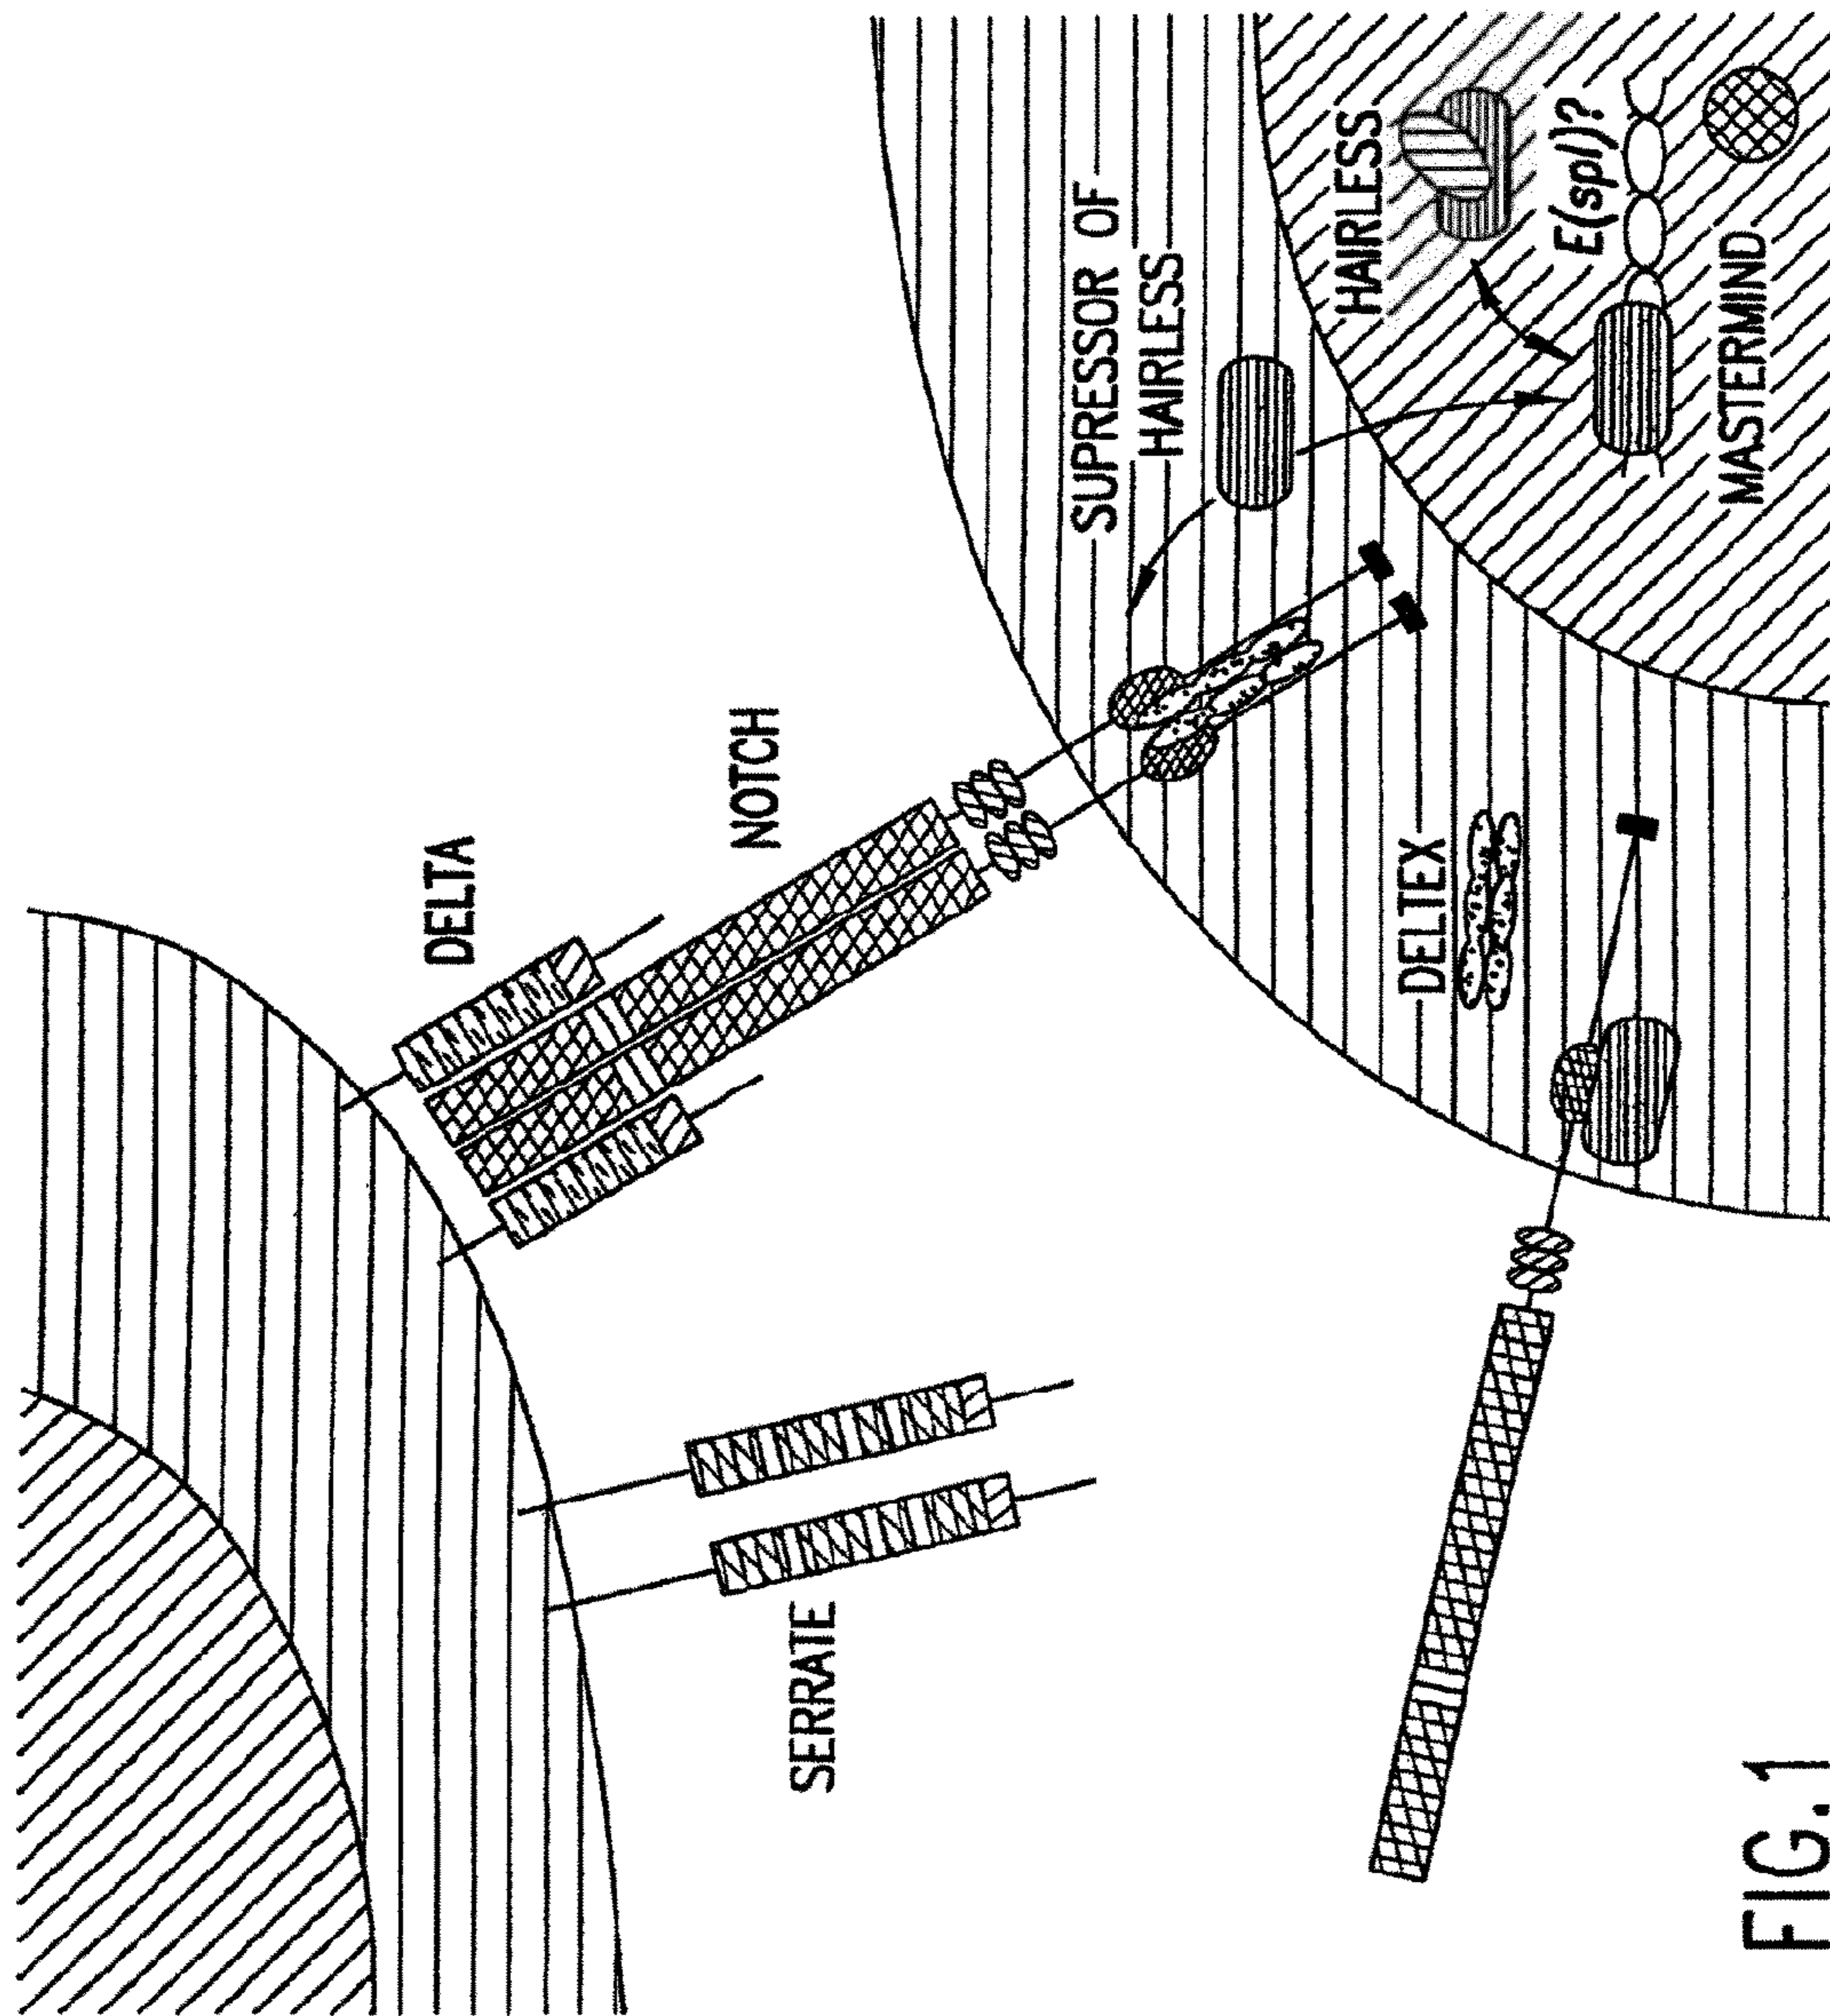 DELTA
NOTCH
SERRATE
SUPRESSOR OF
HAIRLESS
DELTEX
HAIRLESS
E(spl)?
MASTERMIND
FIG.1